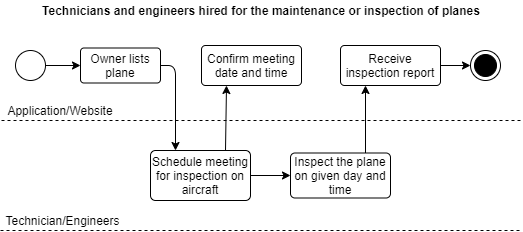 Technicians and engineers hired for the maintenance or inspection of planes
Owner lists
plane
Confirm meeting
date and time
Receive
inspection report
Application/Website
Schedule meeting
for inspection on
aircraft
Inspect the plane
on given day and
time
Technician/Engineers